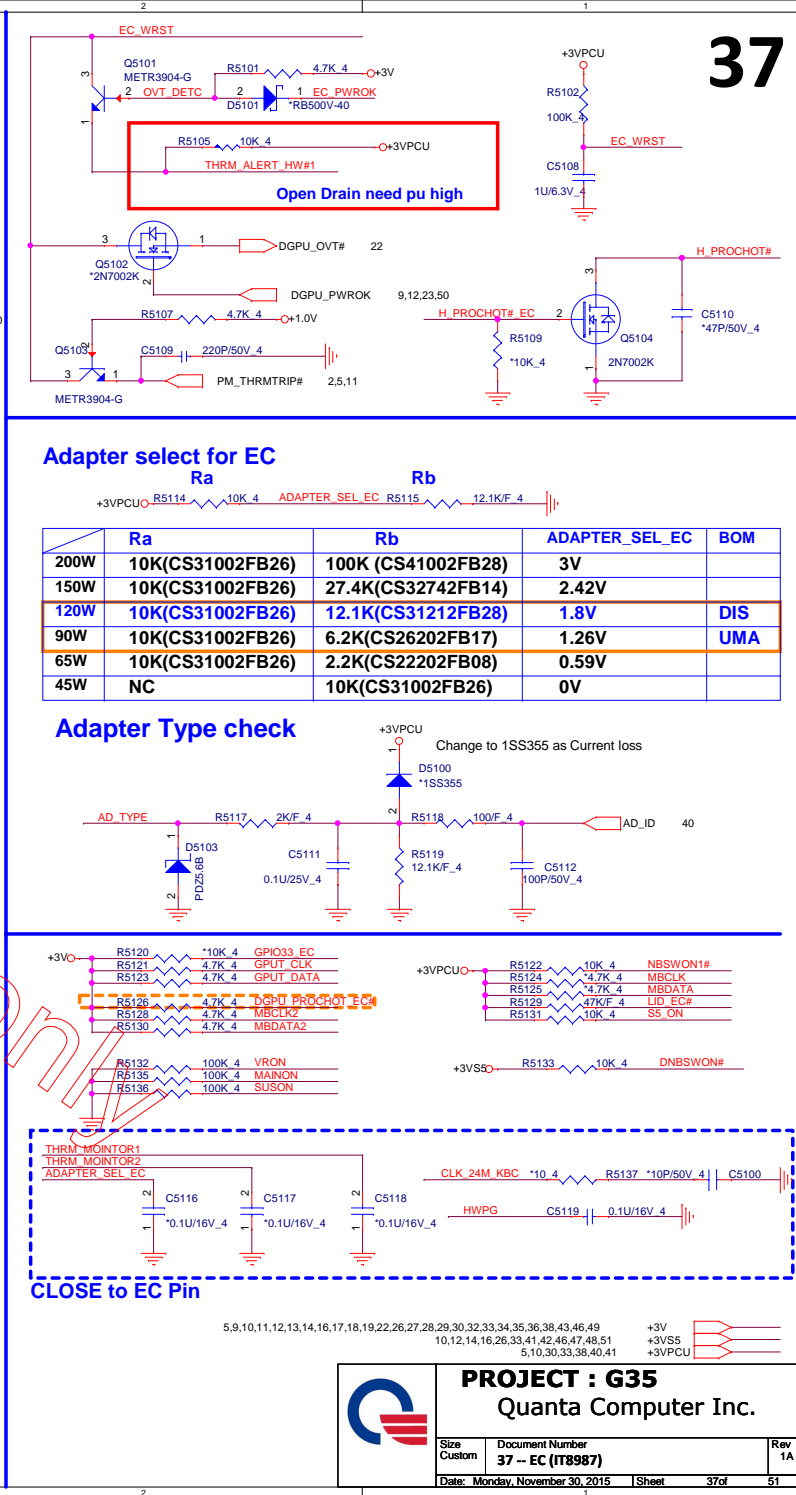 2
1
37
EC_WRST
3
Q5101
METR3904-G
2
OVT_DETC
1
R5101
4.7K_4
+3V
2
D5101
1
EC_PWROK
*RB500V-40
R5105
10K_4
+3VPCU
THRM_ALERT_HW#1
Open Drain need pu high
+3VPCU
R5102
100K_4
EC_WRST
C5108
1U/6.3V_4
3
1
DGPU_OVT#
22
Q5102
*2N7002K
2
DGPU_PWROK
9,12,23,50
R5107
4.7K_4
+1.0V
Q5103
2
3
1
C5109
220P/50V_4
PM_THRMTRIP#
2,5,11
METR3904-G
H_PROCHOT#
3
H_PROCHOT#_EC
2
R5109
*10K_4
Q5104
2N7002K
1
C5110
*47P/50V_4
Adapter select for EC
Ra
Rb
+3VPCU
R5114
10K_4
ADAPTER_SEL_EC
R5115
12.1K/F_4
Ra Rb ADAPTER_SEL_EC BOM
200W 10K(CS31002FB26) 100K (CS41002FB28) 3V
150W 10K(CS31002FB26) 27.4K(CS32742FB14) 2.42V
120W 10K(CS31002FB26) 12.1K(CS31212FB28) 1.8V DIS
90W 10K(CS31002FB26) 6.2K(CS26202FB17) 1.26V UMA
65W 10K(CS31002FB26) 2.2K(CS22202FB08) 0.59V
45W NC 10K(CS31002FB26) 0V
Adapter Type check
+3VPCU
Change to 1SS355 as Current loss
1
D5100
*1SS355
2
AD_TYPE
R5117
2K/F_4
R5118
100/F_4
AD_ID
40
1
D5103
PDZ5.6B
2
C5111
0.1U/25V_4
R5119
12.1K/F_4
C5112
100P/50V_4
+3V
R5120 *10K_4 GPIO33_EC
R5121 4.7K_4 GPUT_CLK
R5123 4.7K_4 GPUT_DATA
R5126 4.7K_4 DGPU_PROCHOT_EC#
R5128 4.7K_4 MBCLK2
R5130 4.7K_4 MBDATA2
R5132 100K_4 VRON
R5135 100K_4 MAINON
R5136 100K_4 SUSON
+3VPCU
R5122 10K_4 NBSWON1#
R5124 *4.7K_4 MBCLK
R5125 *4.7K_4 MBDATA
R5129 47K/F_4 LID_EC#
R5131 10K_4 S5_ON
+3VS5
R5133 10K_4 DNBSWON#
only
THRM_MOINTOR1
THRM_MOINTOR2
ADAPTER_SEL_EC
2
1
C5116
*0.1U/16V_4
2
1
C5117
*0.1U/16V_4
2
1
C5118
*0.1U/16V_4
CLK_24M_KBC
*10_4
R5137
*10P/50V_4
C5100
HWPG
C5119
0.1U/16V_4
CLOSE to EC Pin
5,9,10,11,12,13,14,16,17,18,19,22,26,27,28,29,30,32,33,34,35,36,38,43,46,49 +3V
10,12,14,16,26,33,41,42,46,47,48,51 +3VS5
5,10,30,33,38,40,41 +3VPCU
PROJECT : G35
Quanta Computer Inc.
Size
Custom
Document Number
37 -- EC (IT8987)
Rev
1A
Date: Monday, November 30, 2015
Sheet
37of
51
2
1